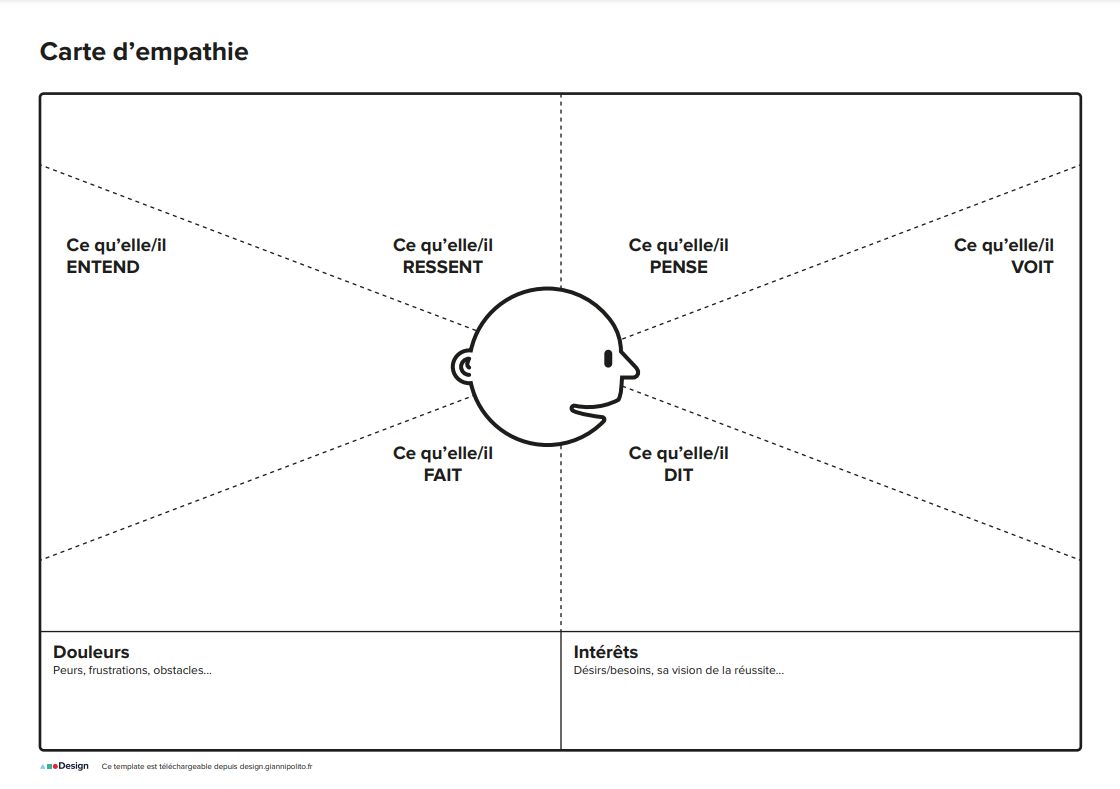 Carte d’empathie
Ce qu’elle/il
ENTEND
Ce qu’elle/il
RESSENT
Ce qu’elle/il
PENSE
Ce qu’elle/il
VOIT
Ce qu’elle/il
FAIT
Ce qu’elle/il
DIT
Douleurs
Peurs, frustrations, obstacles...
Intérêts
Désirs/besoins, sa vision de la réussite...
Design
Ce template est téléchargeable depuis design.giannipolito.fr